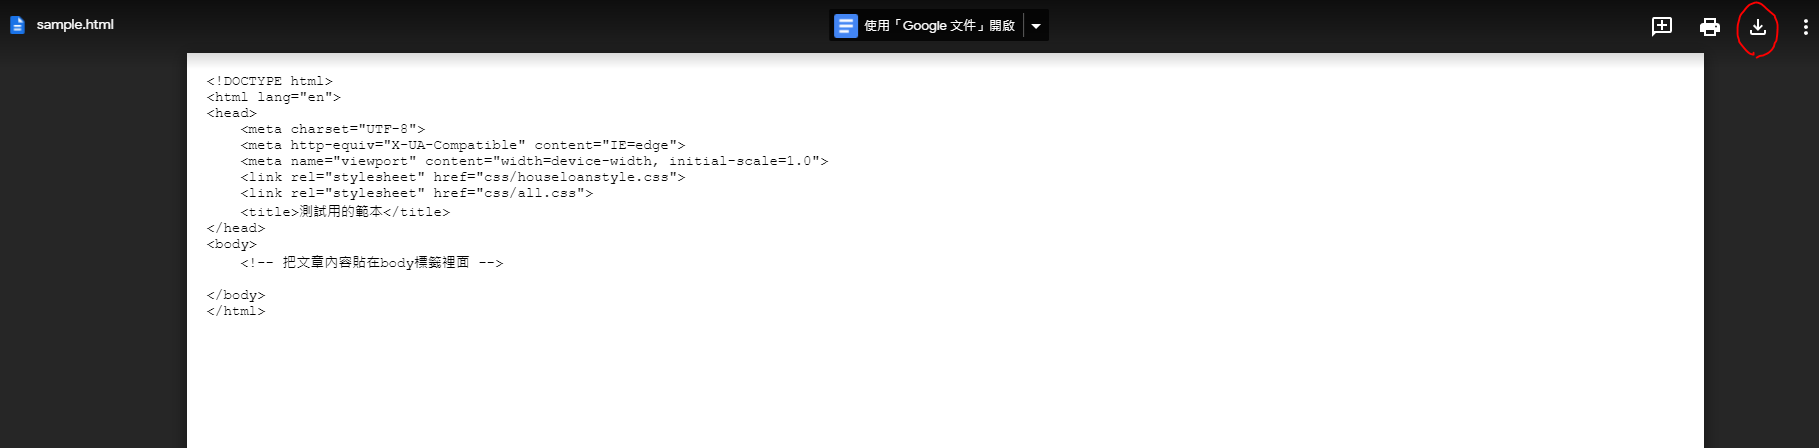 sample.html
使用「Google 文件」開啟
<!DOCTYPE html>
<html lang="en">
<head>
    <meta charset="UTF-8">
    <meta http-equiv="X-UA-Compatible" content="IE=edge">
    <meta name="viewport" content="width=device-width, initial-scale=1.0">
    <link rel="stylesheet" href="css/houseloanstyle.css">
    <link rel="stylesheet" href="css/all.css">
    <title>測試用的範本</title>
</head>
<body>
    <!-- 把文章內容貼在body標籤裡面 -->
</body>
</html>